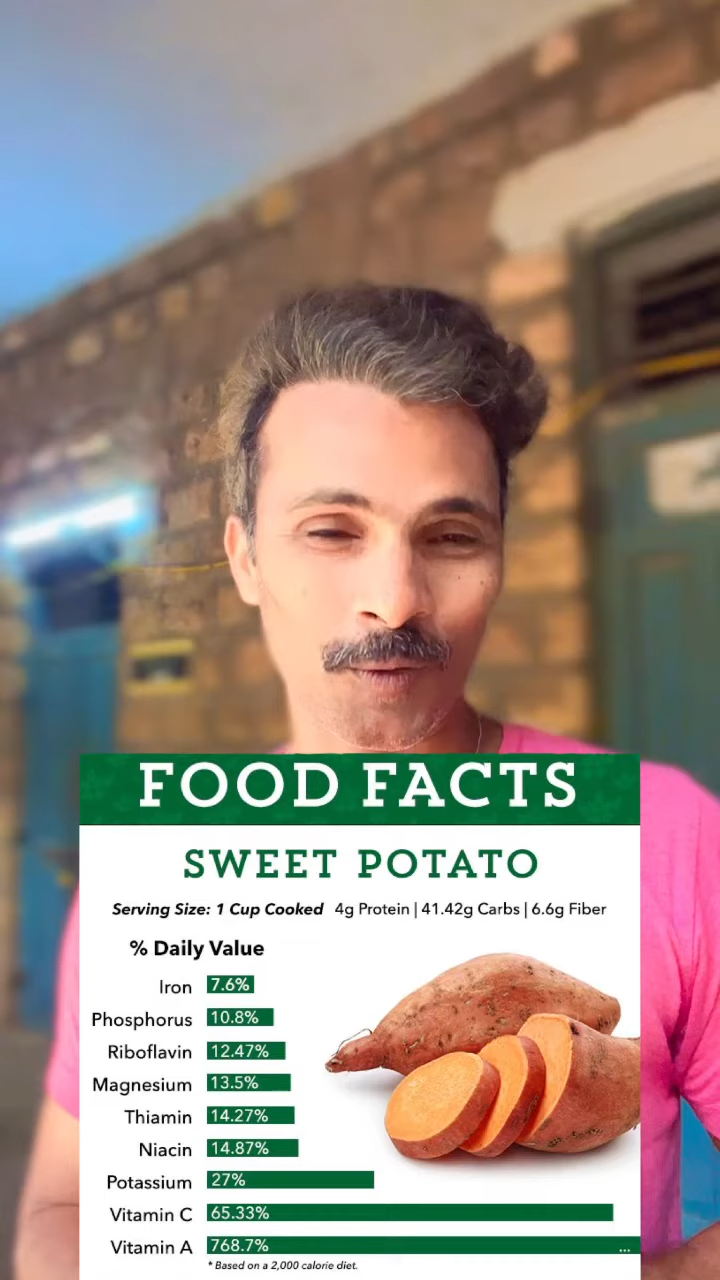 FOOD FACTS
SWEET POTATO
Serving Size: 1 Cup Cooked 4g Protein | 41.42g Carbs | 6.6g Fiber
% Daily Value
Iron 7.6%
Phosphorus 10.8%
Riboflavin 12.47%
Magnesium 13.5%
Thiamin 14.27%
Niacin 14.87%
Potassium 27%
Vitamin C 65.33%
Vitamin A 768.7% ...
* Based on a 2,000 calorie diet.